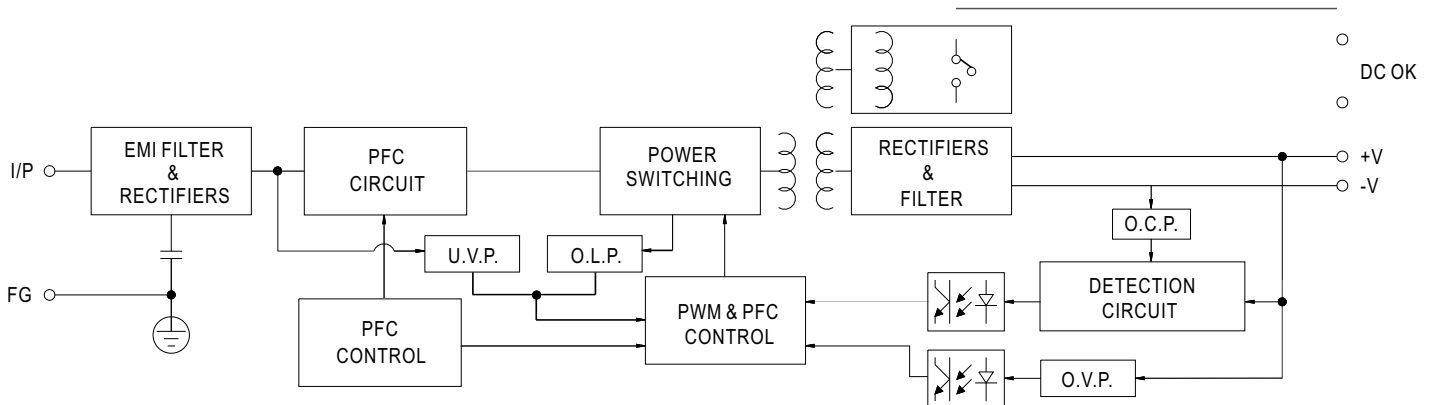 DC OK
I/P
EMI FILTER
&
RECTIFIERS
PFC
CIRCUIT
POWER
SWITCHING
RECTIFIERS
&
FILTER
+V
-V
O.C.P.
U.V.P.
O.L.P.
FG
PFC
CONTROL
PWM & PFC
CONTROL
DETECTION
CIRCUIT
O.V.P.